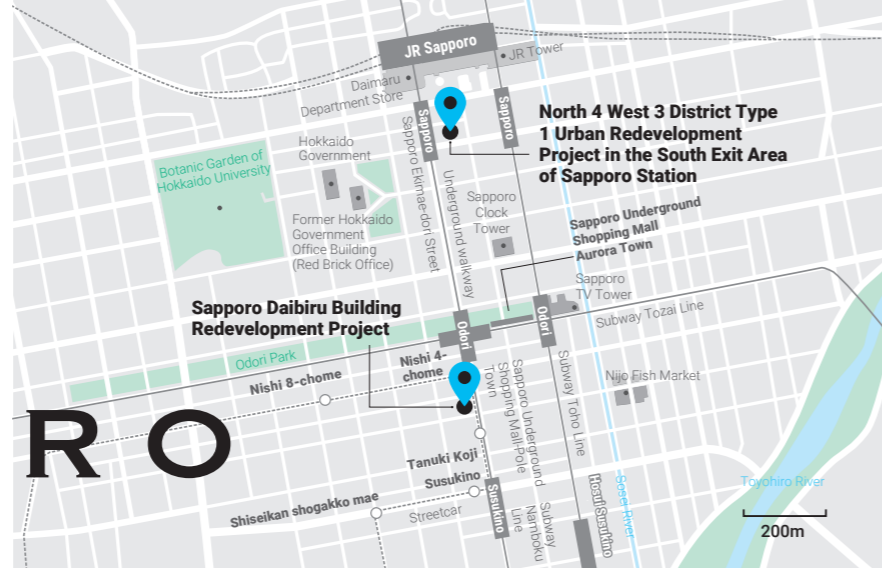 JR Sapporo
JR Tower
Daimaru
Department Store
Sapporo
Sapporo
North 4 West 3 District Type
1 Urban Redevelopment
Project in the South Exit Area
of Sapporo Station
Botanic Garden of
Hokkaido University
Hokkaido
Government
Former Hokkaido
Government
Office Building
(Red Brick Office)
Sapporo Ekimae-dori Street
Underground walkway
Sapporo
Clock
Tower
Sapporo Underground
Shopping Mall
Aurora Town
Sapporo
TV Tower
Subway Tozai Line
Sapporo Daibiru Building
Redevelopment Project
Odori
Odori
Odori Park
Nishi 8-chome
Nishi 4-
chome
Sapporo Underground
Shopping Mall-Pole
Town
Subway Toho Line
Nijo Fish Market
R O
Tanuki Koji
Susukino
Shiseikan shogakko mae
Streetcar
Susukino
Subway
Namboku
Line
Hosui Susukino
Sosei River
Toyohiro River
200m